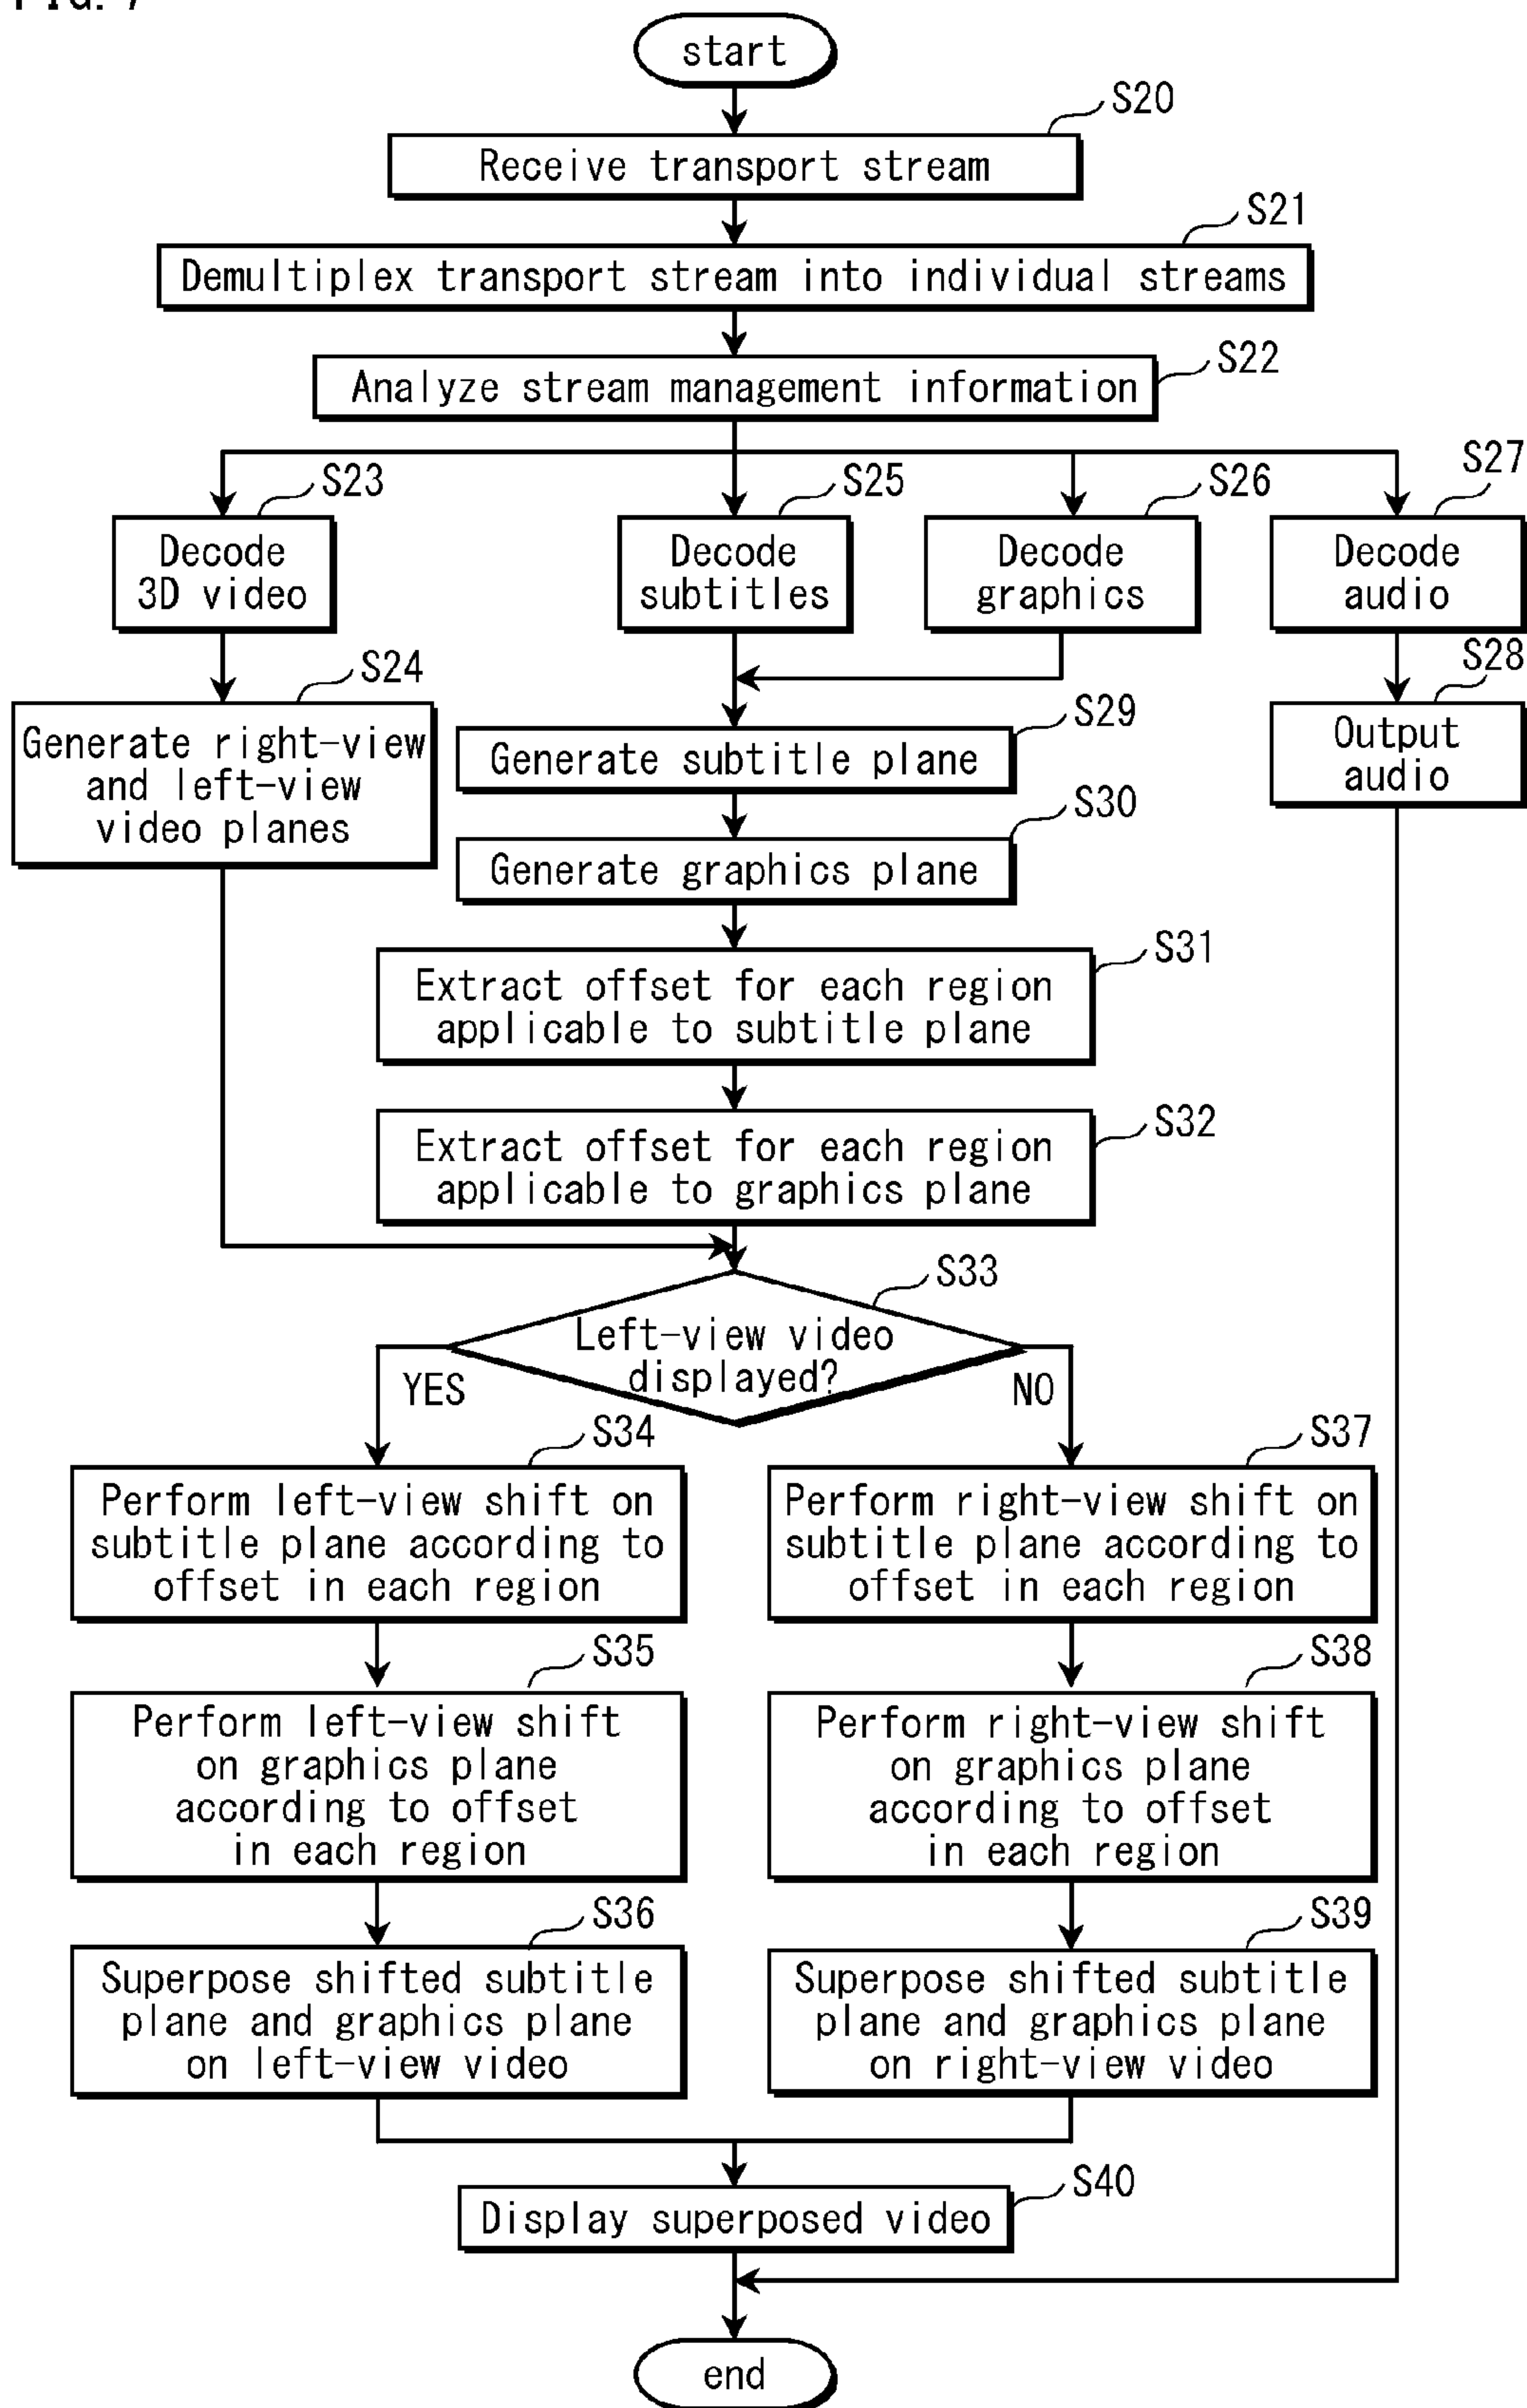 start
S20
Receive transport stream
S21
Demultiplex transport stream into individual streams
S22
Analyze stream management information
S23
S25
S26
S27
Decode
3D video
Decode
subtitles
Decode
graphics
Decode
audio
S24
S28
Generate right-view
and left-view
video planes
S29
Generate subtitle plane
Output
audio
S30
Generate graphics plane
S31
Extract offset for each region
applicable to subtitle plane
S32
Extract offset for each region
applicable to graphics plane
S33
Left-view video
displayed?
YES
NO
S34
Perform left-view shift on
subtitle plane according to
offset in each region
S37
Perform right-view shift on
subtitle plane according to
offset in each region
S35
Perform left-view shift
on graphics plane
according to offset
in each region
S38
Perform right-view shift
on graphics plane
according to offset
in each region
S36
Superpose shifted subtitle
plane and graphics plane
on left-view video
S39
Superpose shifted subtitle
plane and graphics plane
on right-view video
S40
Display superposed video
end